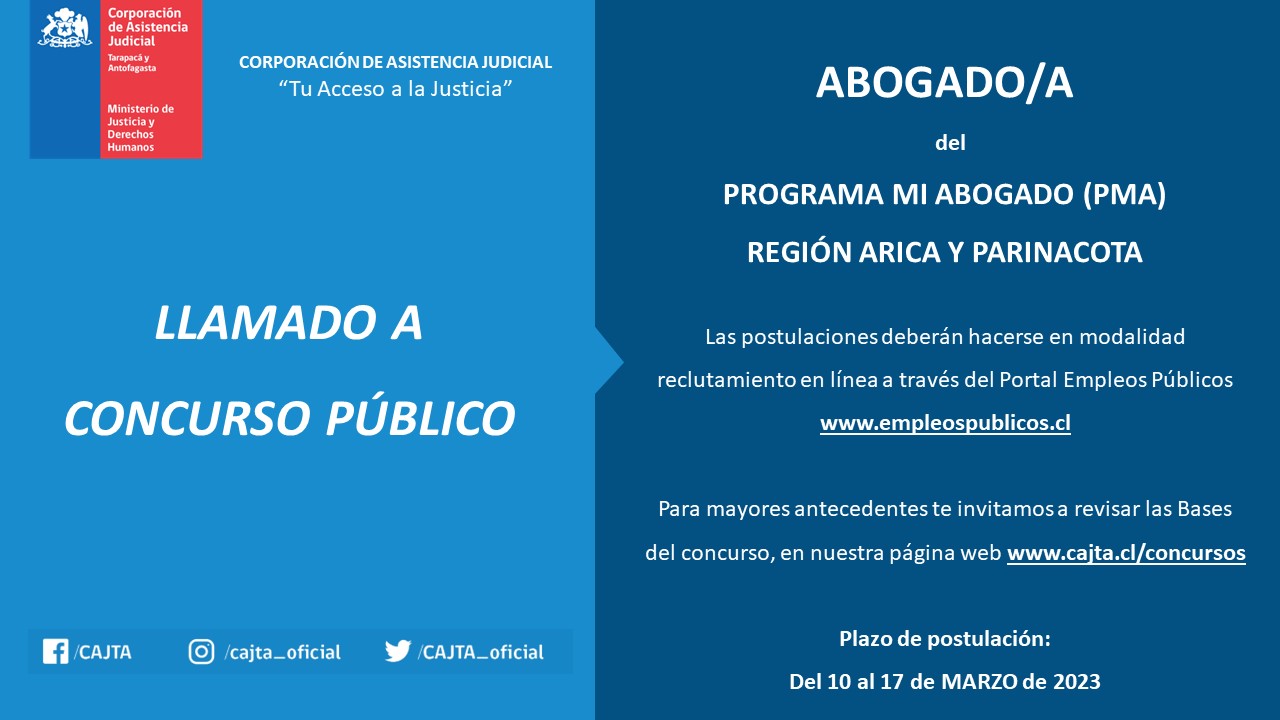 Corporación
de Asistencia
Judicial
Tarapacá y
Antofagasta
Ministerio de
Justicia y
Derechos
Humanos
CORPORACIÓN DE ASISTENCIA JUDICIAL
“Tu Acceso a la Justicia”
LLAMADO A
CONCURSO PÚBLICO
/CAJTA
/cajta_oficial
/CAJTA_oficial
ABOGADO/A
del
PROGRAMA MI ABOGADO (PMA)
REGIÓN ARICA Y PARINACOTA
Las postulaciones deberán hacerse en modalidad
reclutamiento en línea a través del Portal Empleos Públicos
www.empleospublicos.cl
Para mayores antecedentes te invitamos a revisar las Bases
del concurso, en nuestra página web www.cajta.cl/concursos
Plazo de postulación:
Del 10 al 17 de MARZO de 2023